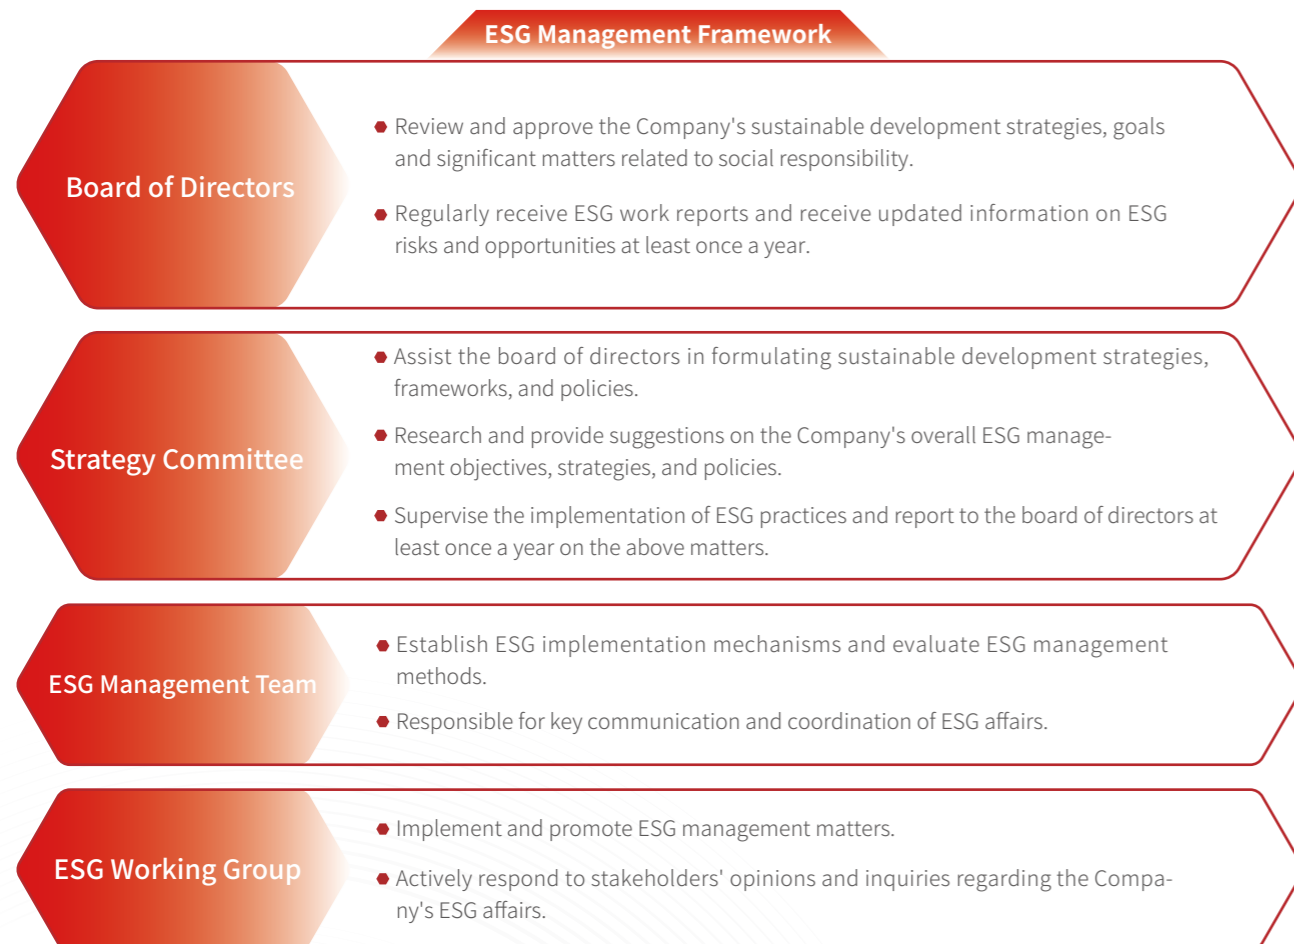 ESG Management Framework
Board of Directors
Review and approve the Company's sustainable development strategies, goals
and significant matters related to social responsibility.
Regularly receive ESG work reports and receive updated information on ESG
risks and opportunities at least once a year.
Strategy Committee
Assist the board of directors in formulating sustainable development strategies,
frameworks, and policies.
Research and provide suggestions on the Company's overall ESG manage-
ment objectives, strategies, and policies.
Supervise the implementation of ESG practices and report to the board of directors at
least once a year on the above matters.
ESG Management Team
Establish ESG implementation mechanisms and evaluate ESG management
methods.
Responsible for key communication and coordination of ESG affairs.
ESG Working Group
Implement and promote ESG management matters.
Actively respond to stakeholders' opinions and inquiries regarding the Compa-
ny's ESG affairs.